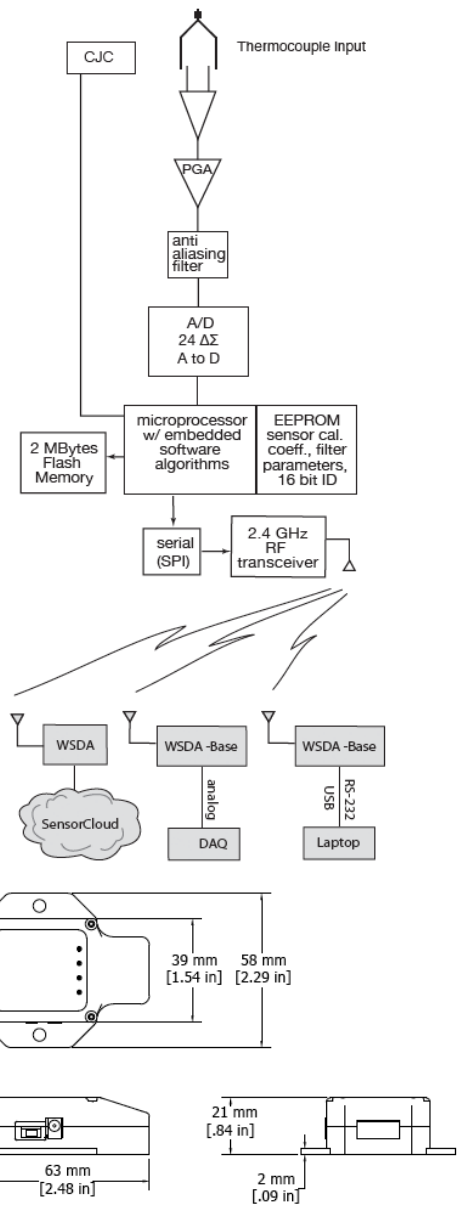 Thermocouple Input
CJC
PGA
anti
aliasing
filter
A/D
24 ΔΣ
A to D
microprocessor
w/ embedded
software
algorithms
EEPROM
sensor cal.
coeff., filter
parameters,
16 bit ID
2 MBytes
Flash
Memory
serial
(SPI)
2.4 GHz
RF
transceiver
WSDA
WSDA -Base
WSDA -Base
analog
RS-232
USB
SensorCloud
DAQ
Laptop
39 mm
[1.54 in]
58 mm
[2.29 in]
21 mm
[.84 in]
63 mm
[2.48 in]
2 mm
[.09 in]